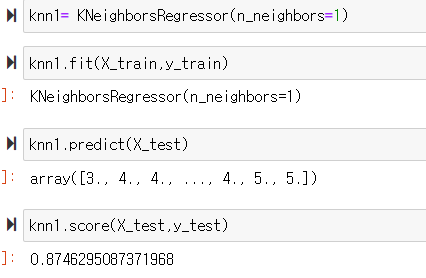 knn1= KNeighborsRegressor(n_neighbors=1)
knn1.fit(X_train,y_train)
]: KNeighborsRegressor(n_neighbors=1)
knn1.predict(X_test)
]: array([3., 4., 4., ..., 4., 5., 5.])
knn1.score(X_test,y_test)
]: 0.8746295087371968